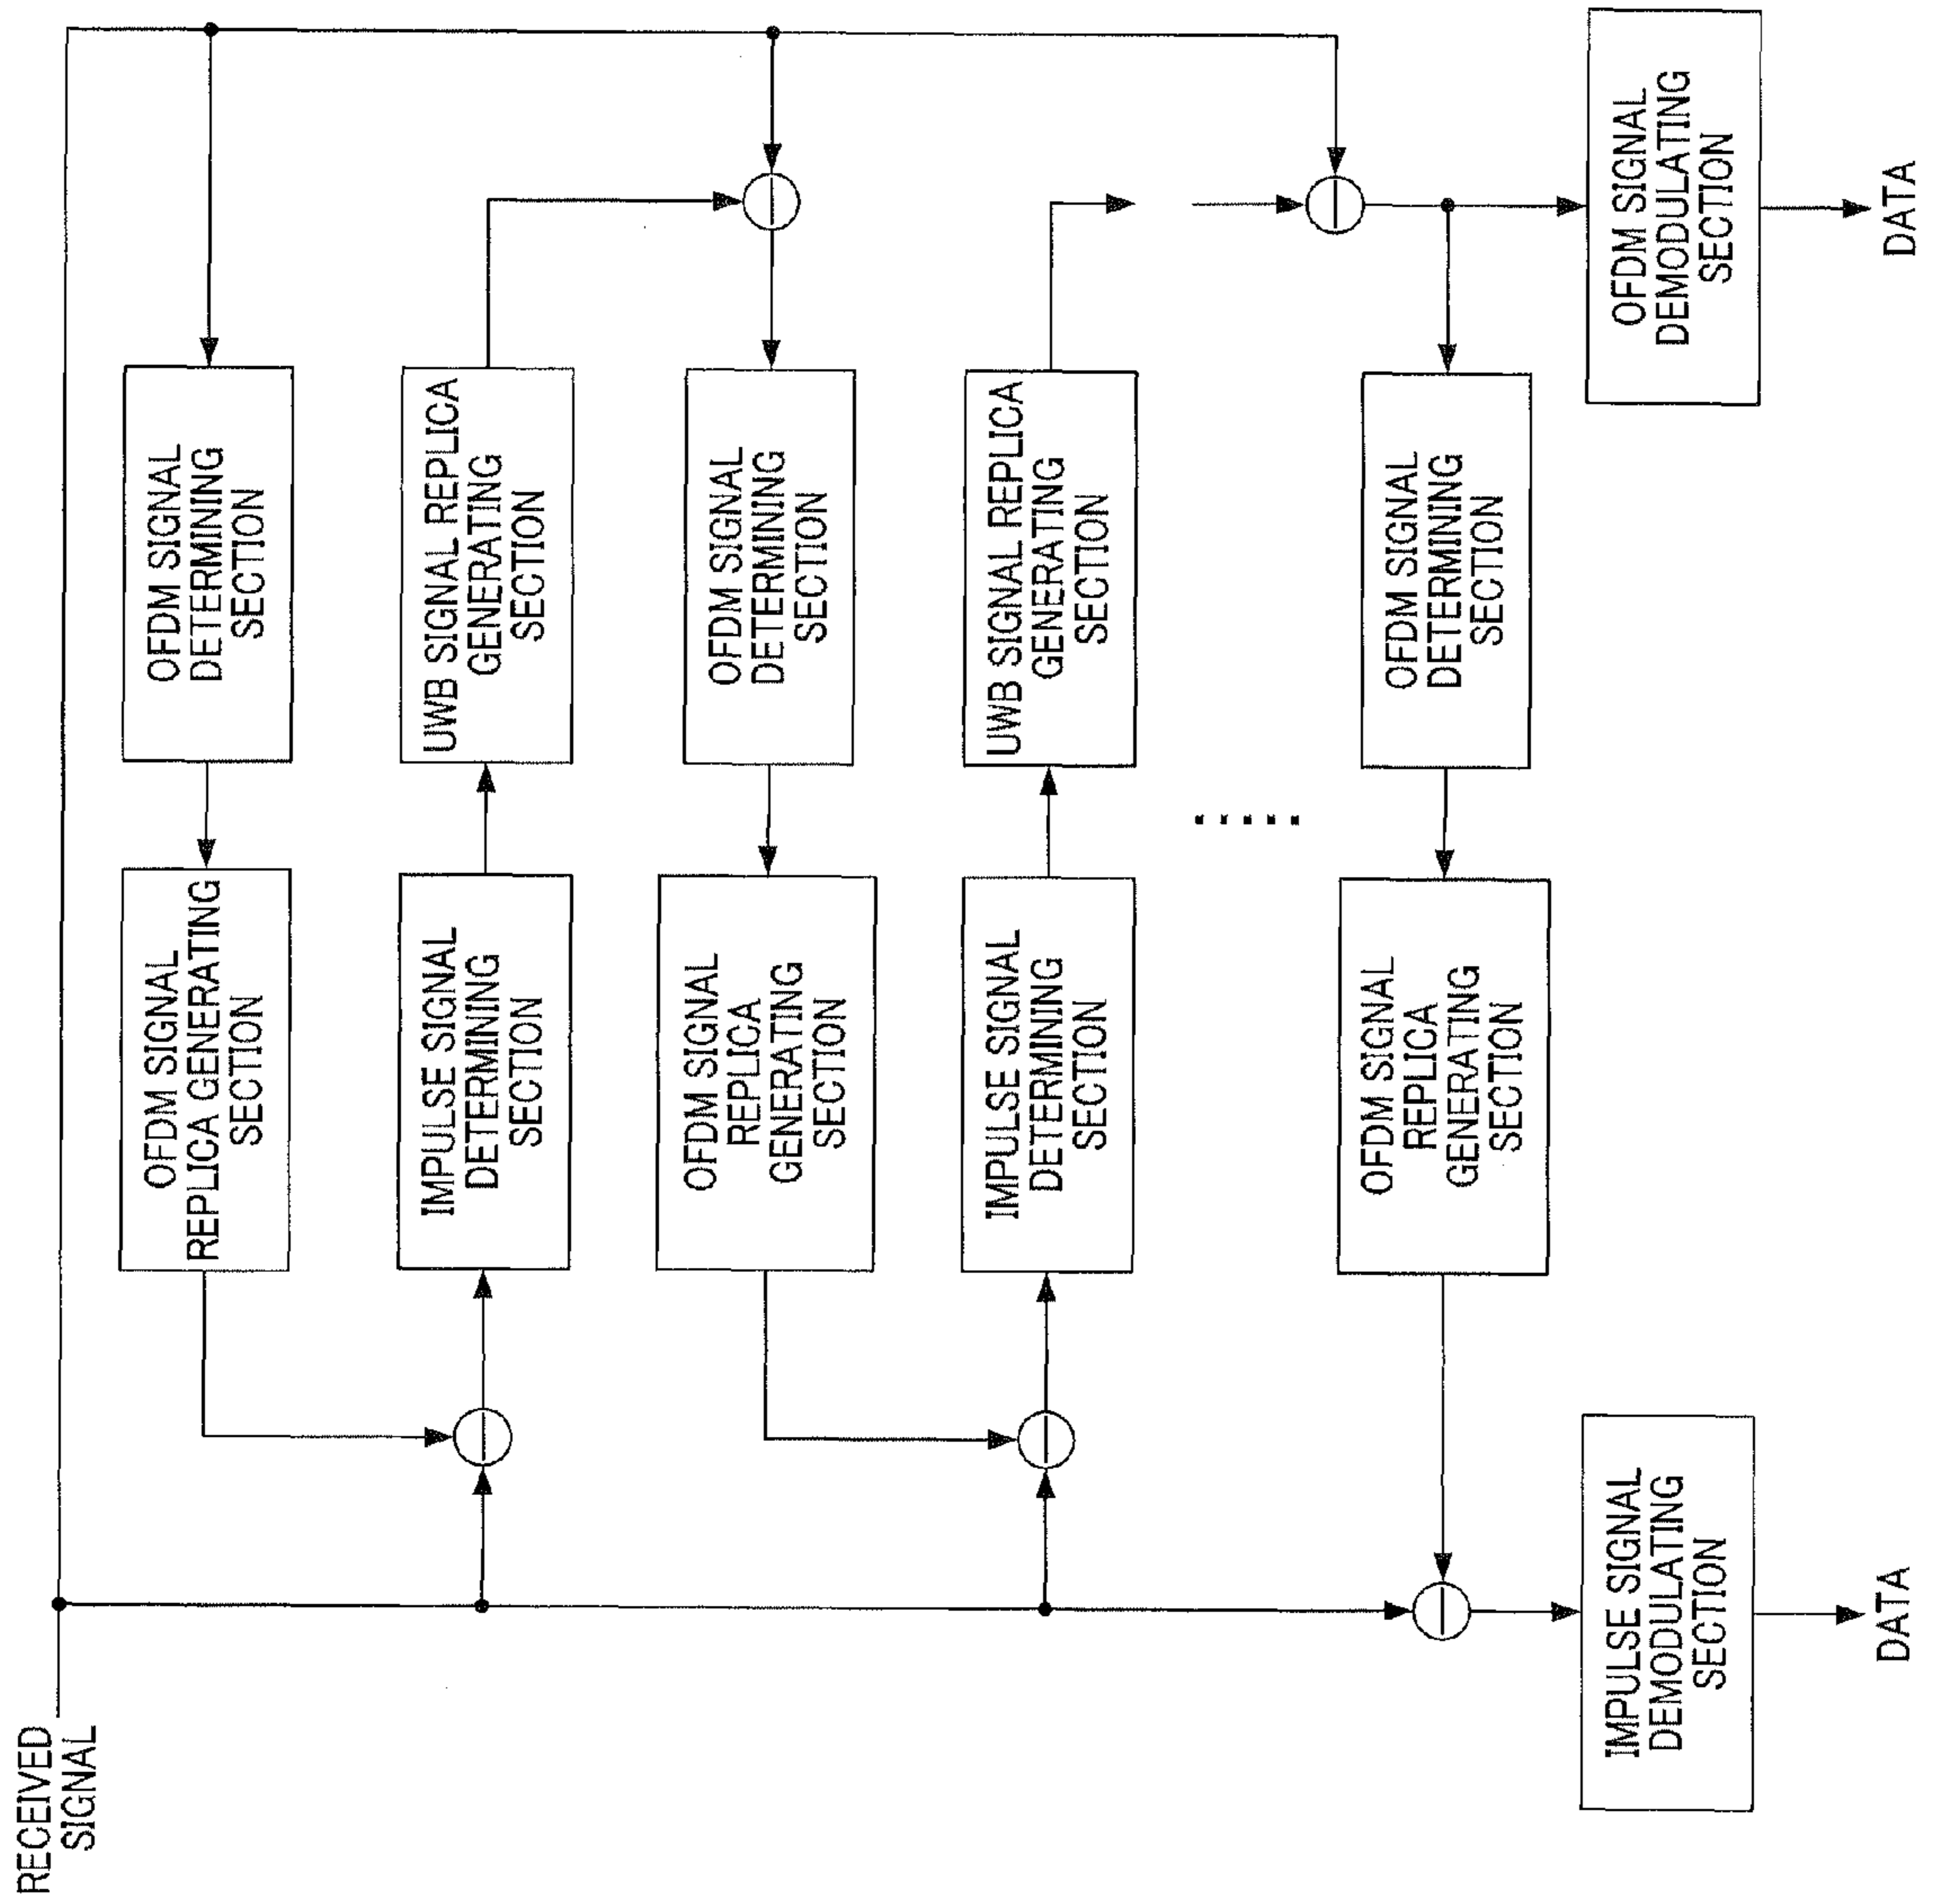 RECEIVED
SIGNAL
OFDM SIGNAL
REPLICA GENERATING
SECTION
OFDM SIGNAL
DETERMINING
SECTION
IMPULSE SIGNAL
DETERMINING
SECTION
UWB SIGNAL REPLICA
GENERATING
SECTION
OFDM SIGNAL
REPLICA
GENERATING
SECTION
OFDM SIGNAL
DETERMINING
SECTION
IMPULSE SIGNAL
DETERMINING
SECTION
UWB SIGNAL REPLICA
GENERATING
SECTION
OFDM SIGNAL
REPLICA
GENERATING
SECTION
OFDM SIGNAL
DETERMINING
SECTION
IMPULSE SIGNAL
DEMODULATING
SECTION
OFDM SIGNAL
DEMODULATING
SECTION
DATA
DATA